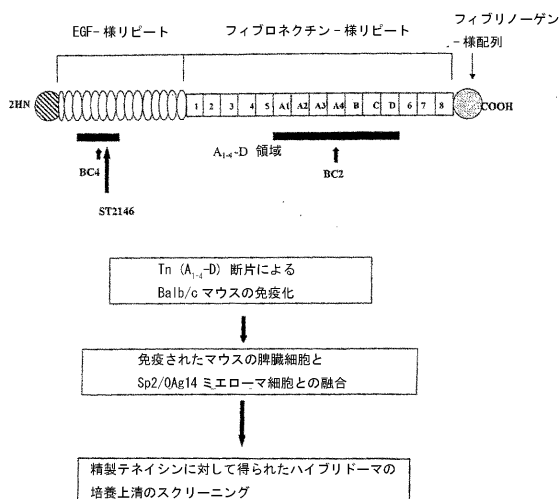 EGF-様リピート
フィブロネクチン-様リピート
フィブリノーゲン
-様配列
2HN
1 2 3 4 5 A1 A2 A3 A4 B C D 6 7 8
COOH
A₁₋₄-D 領域
BC4
BC2
ST2146
Tn (A₁₋₄-D) 断片による
Balb/c マウスの免疫化
免疫されたマウスの脾臓細胞と
Sp2/0Ag14 ミエローマ細胞との融合
精製テネイシンに対して得られたハイブリドーマの
培養上清のスクリーニング